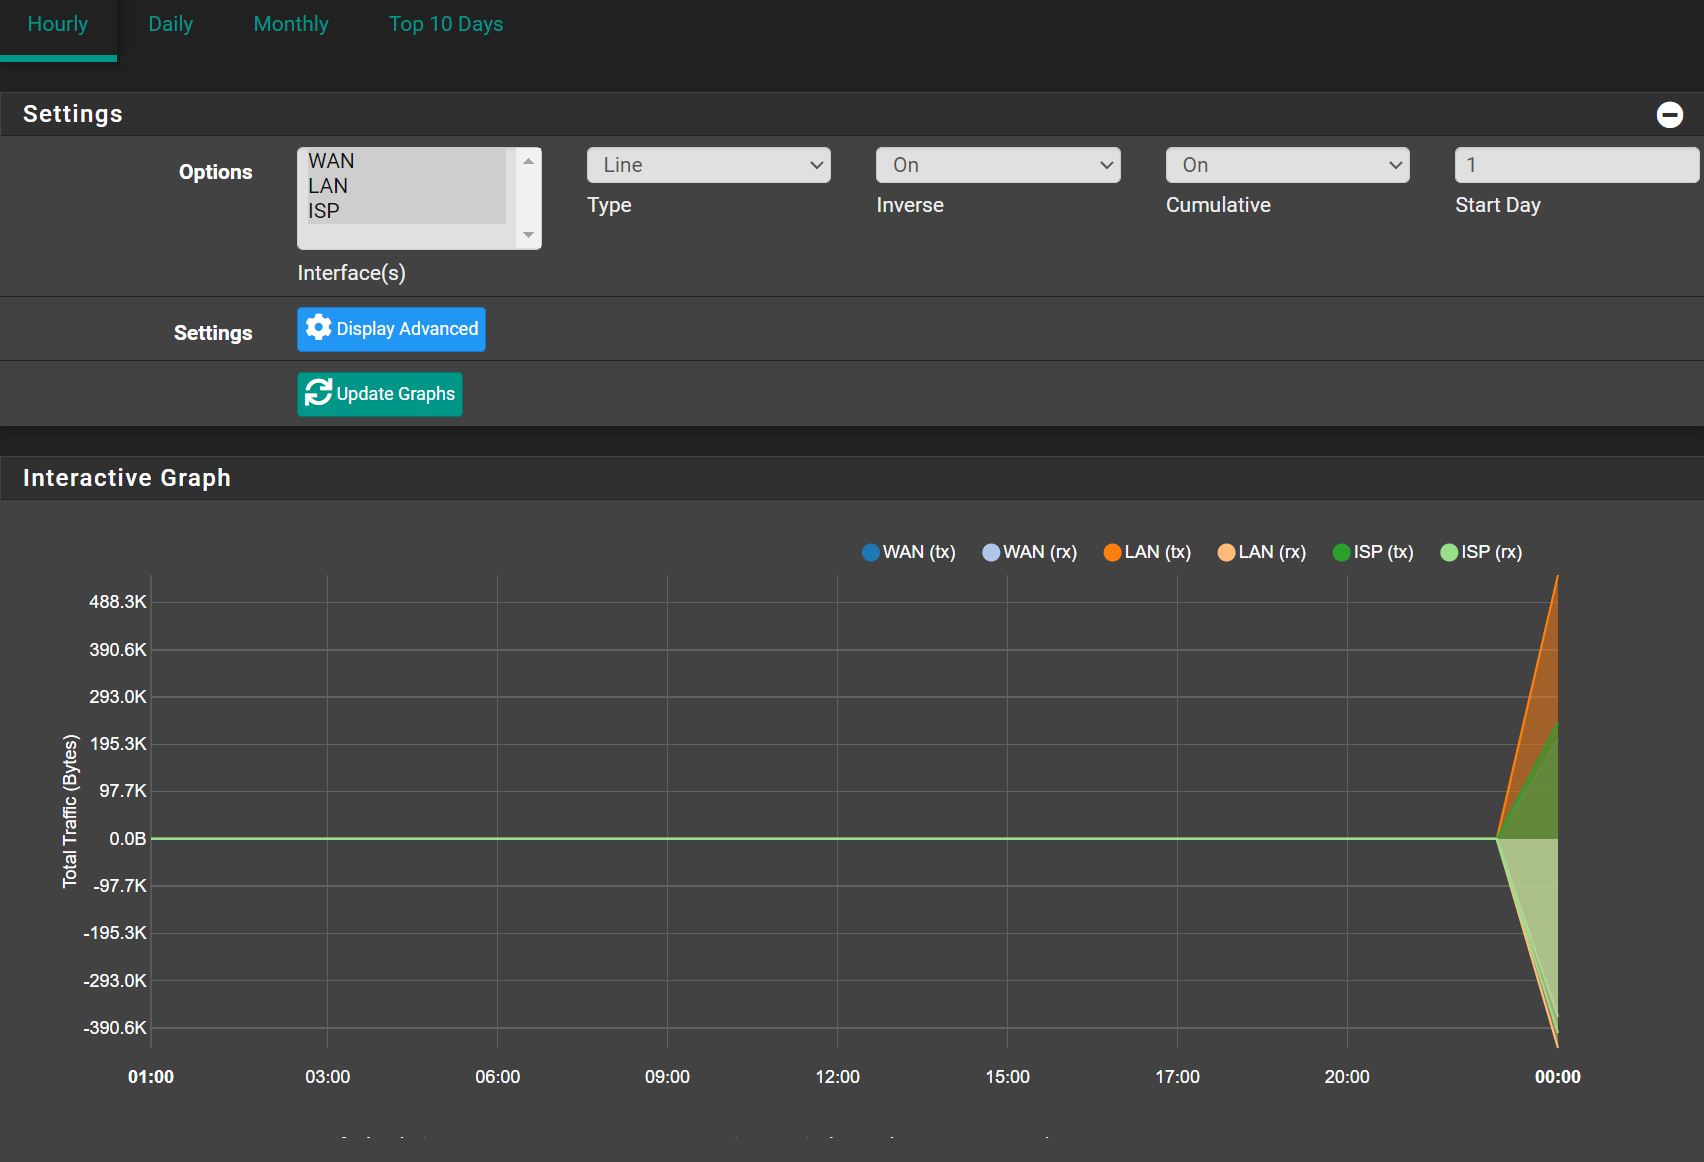 Hourly Daily Monthly Top 10 Days
Settings
Options
WAN
LAN
ISP
Interface(s)
Line
Type
On
Inverse
On
Cumulative
1
Start Day
Settings
Display Advanced
Update Graphs
Interactive Graph
WAN (tx) WAN (rx) LAN (tx) LAN (rx) ISP (tx) ISP (rx)
Total Traffic (Bytes)
488.3K
390.6K
293.0K
195.3K
97.7K
0.0B
-97.7K
-195.3K
-293.0K
-390.6K
01:00 03:00 06:00 09:00 12:00 15:00 17:00 20:00 00:00